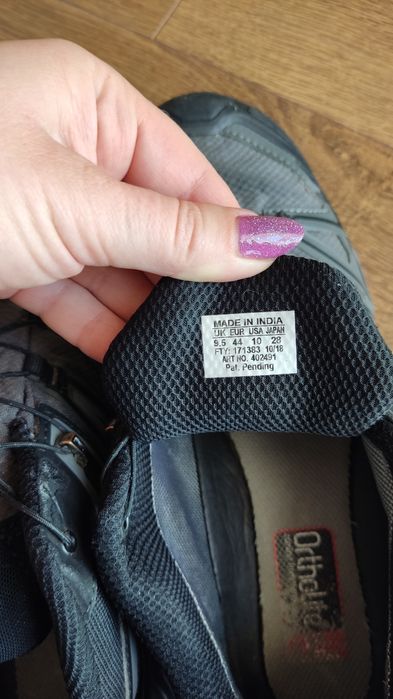 MADE IN INDIA
UK EUR USA JAPAN
9.5 44 10 28
FTY: 171383 10/18
ART NO. 402491
Pat. Pending
Ortholite